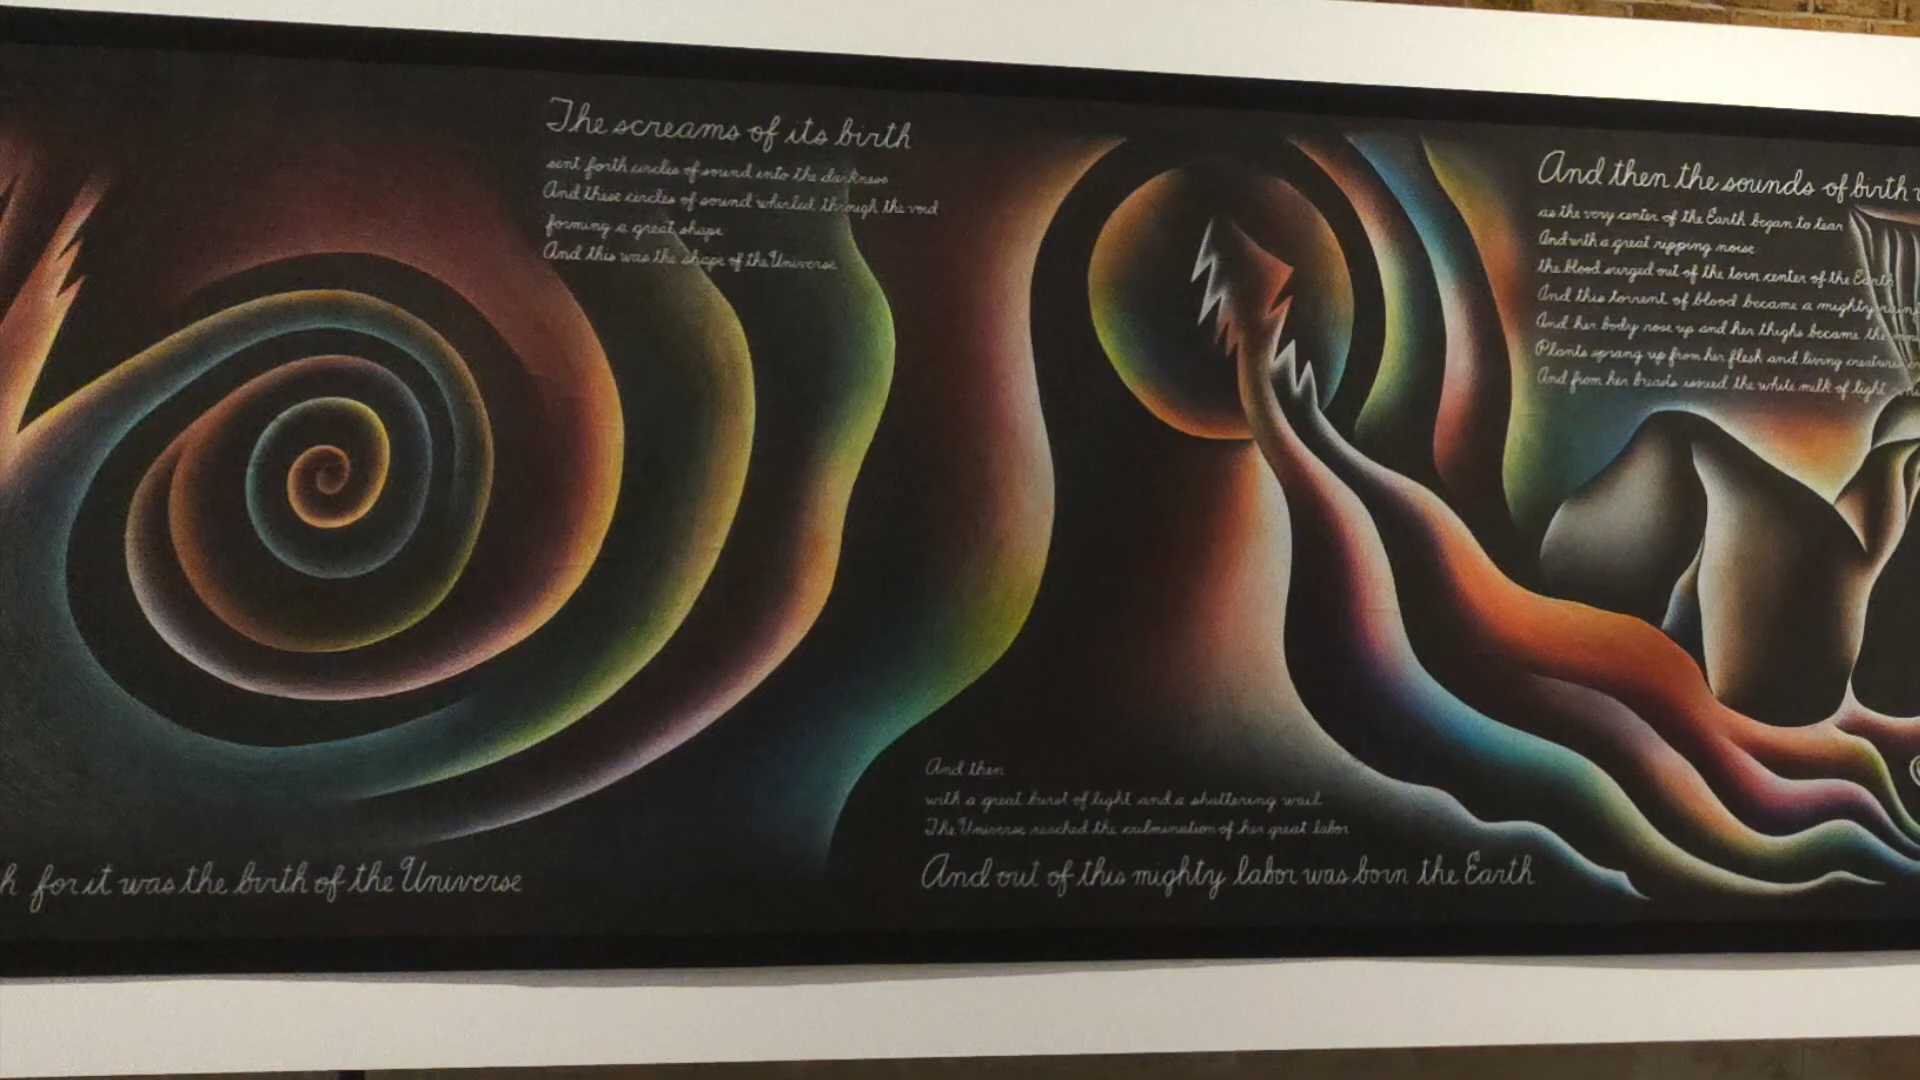 The screams of its birth
sent forth circles of sound into the darkness
And these circles of sound whirled through the void
forming a great shape
And this was the shape of the Universe
h for it was the birth of the Universe
And then
with a great burst of light and a shattering wail
The Universe reached the culmination of her great labor
And out of this mighty labor was born the Earth
And then the sounds of birth
as the very center of the Earth began to tear
And with a great ripping noise
the blood surged out of the torn center of the Earth
And this torrent of blood became a mighty
And her body rose up and her thighs became the
Plants sprang up from her flesh and living creatures
And from her breasts issued the white milk of light